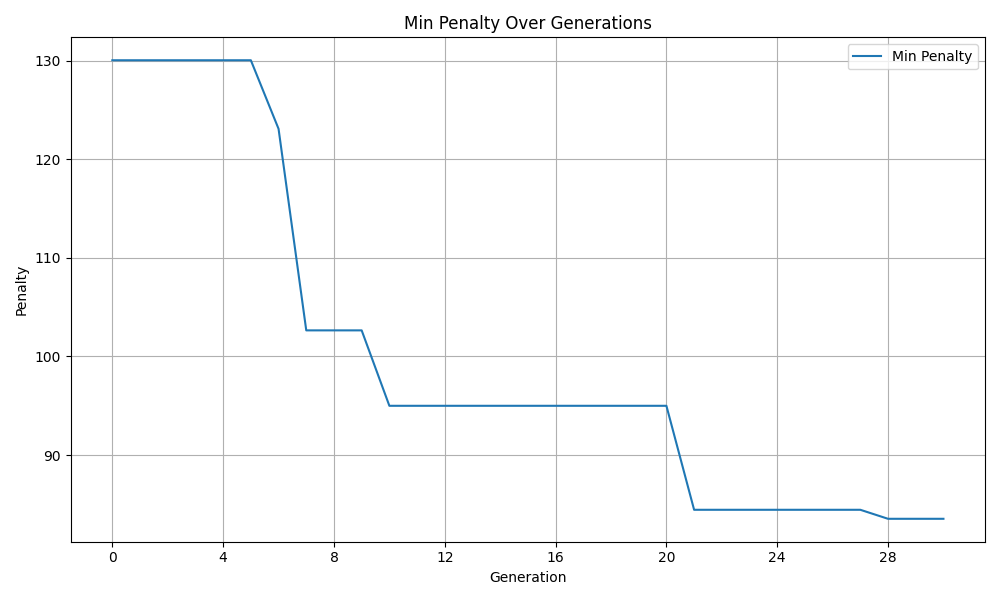 Min Penalty Over Generations
Min Penalty
130
120
110
100
90
Penalty
0 4 8 12 16 20 24 28
Generation